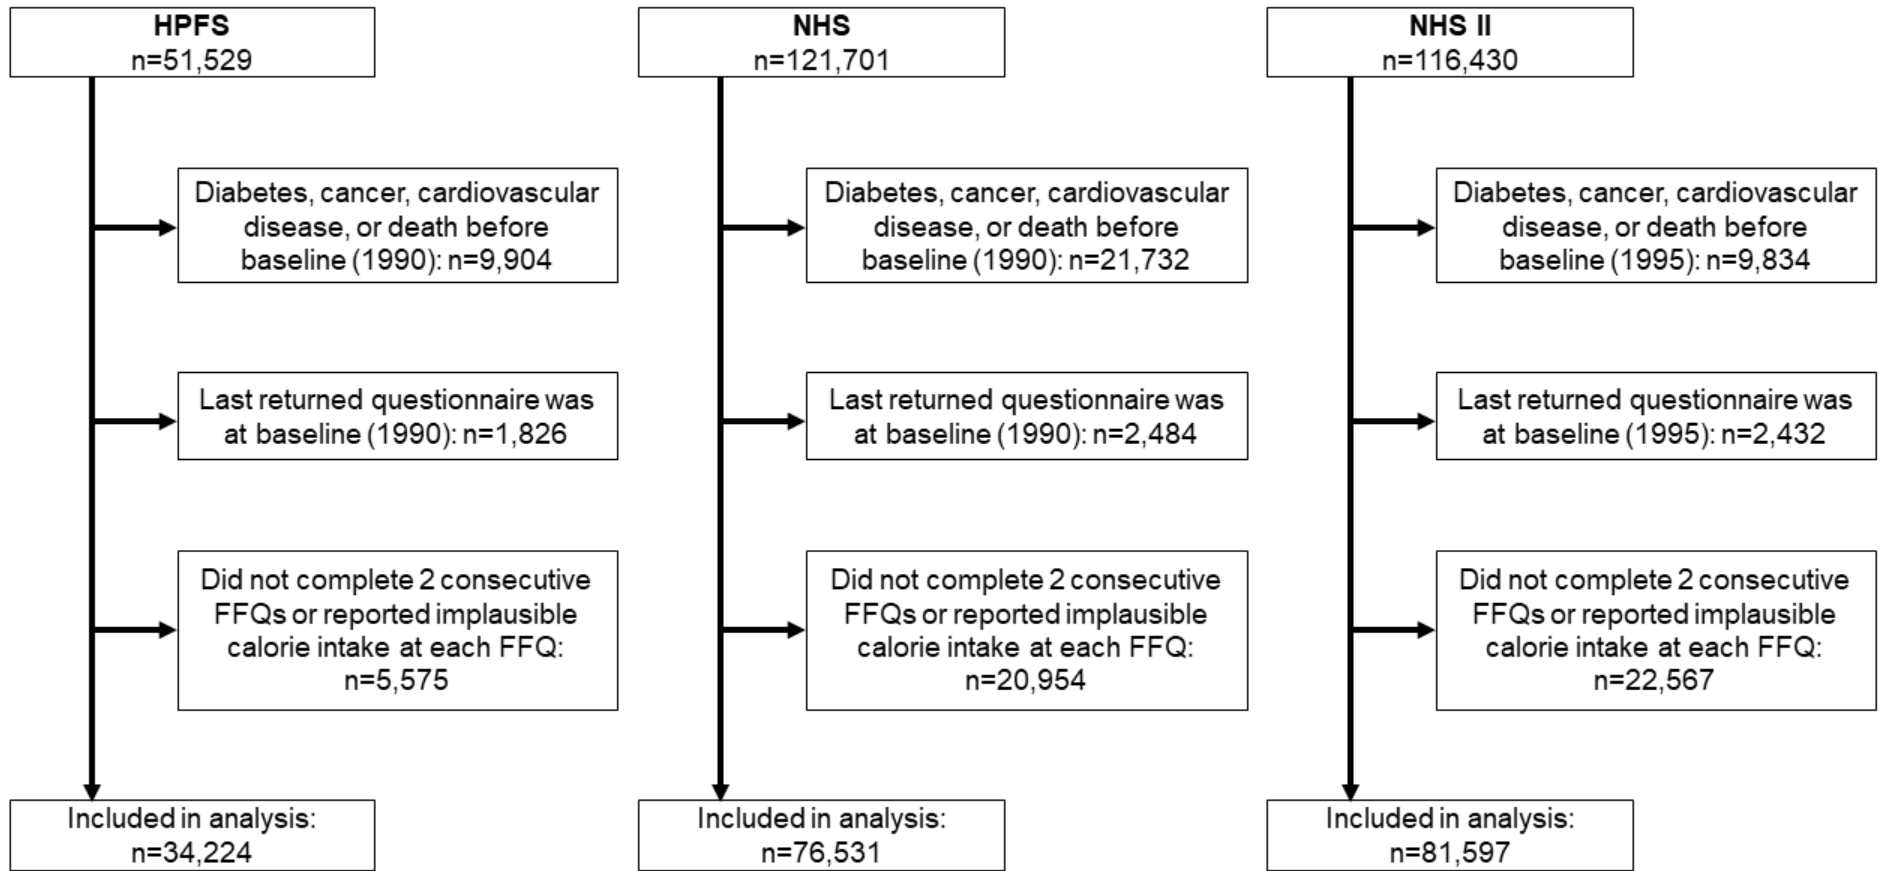 HPFS
n=51,529
Diabetes, cancer, cardiovascular
disease, or death before
baseline (1990): n=9,904
Last returned questionnaire was
at baseline (1990): n=1,826
Did not complete 2 consecutive
FFQs or reported implausible
calorie intake at each FFQ:
n=5,575
Included in analysis:
n=34,224
NHS
n=121,701
Diabetes, cancer, cardiovascular
disease, or death before
baseline (1990): n=21,732
Last returned questionnaire was
at baseline (1990): n=2,484
Did not complete 2 consecutive
FFQs or reported implausible
calorie intake at each FFQ:
n=20,954
Included in analysis:
n=76,531
NHS II
n=116,430
Diabetes, cancer, cardiovascular
disease, or death before
baseline (1995): n=9,834
Last returned questionnaire was
at baseline (1995): n=2,432
Did not complete 2 consecutive
FFQs or reported implausible
calorie intake at each FFQ:
n=22,567
Included in analysis:
n=81,597